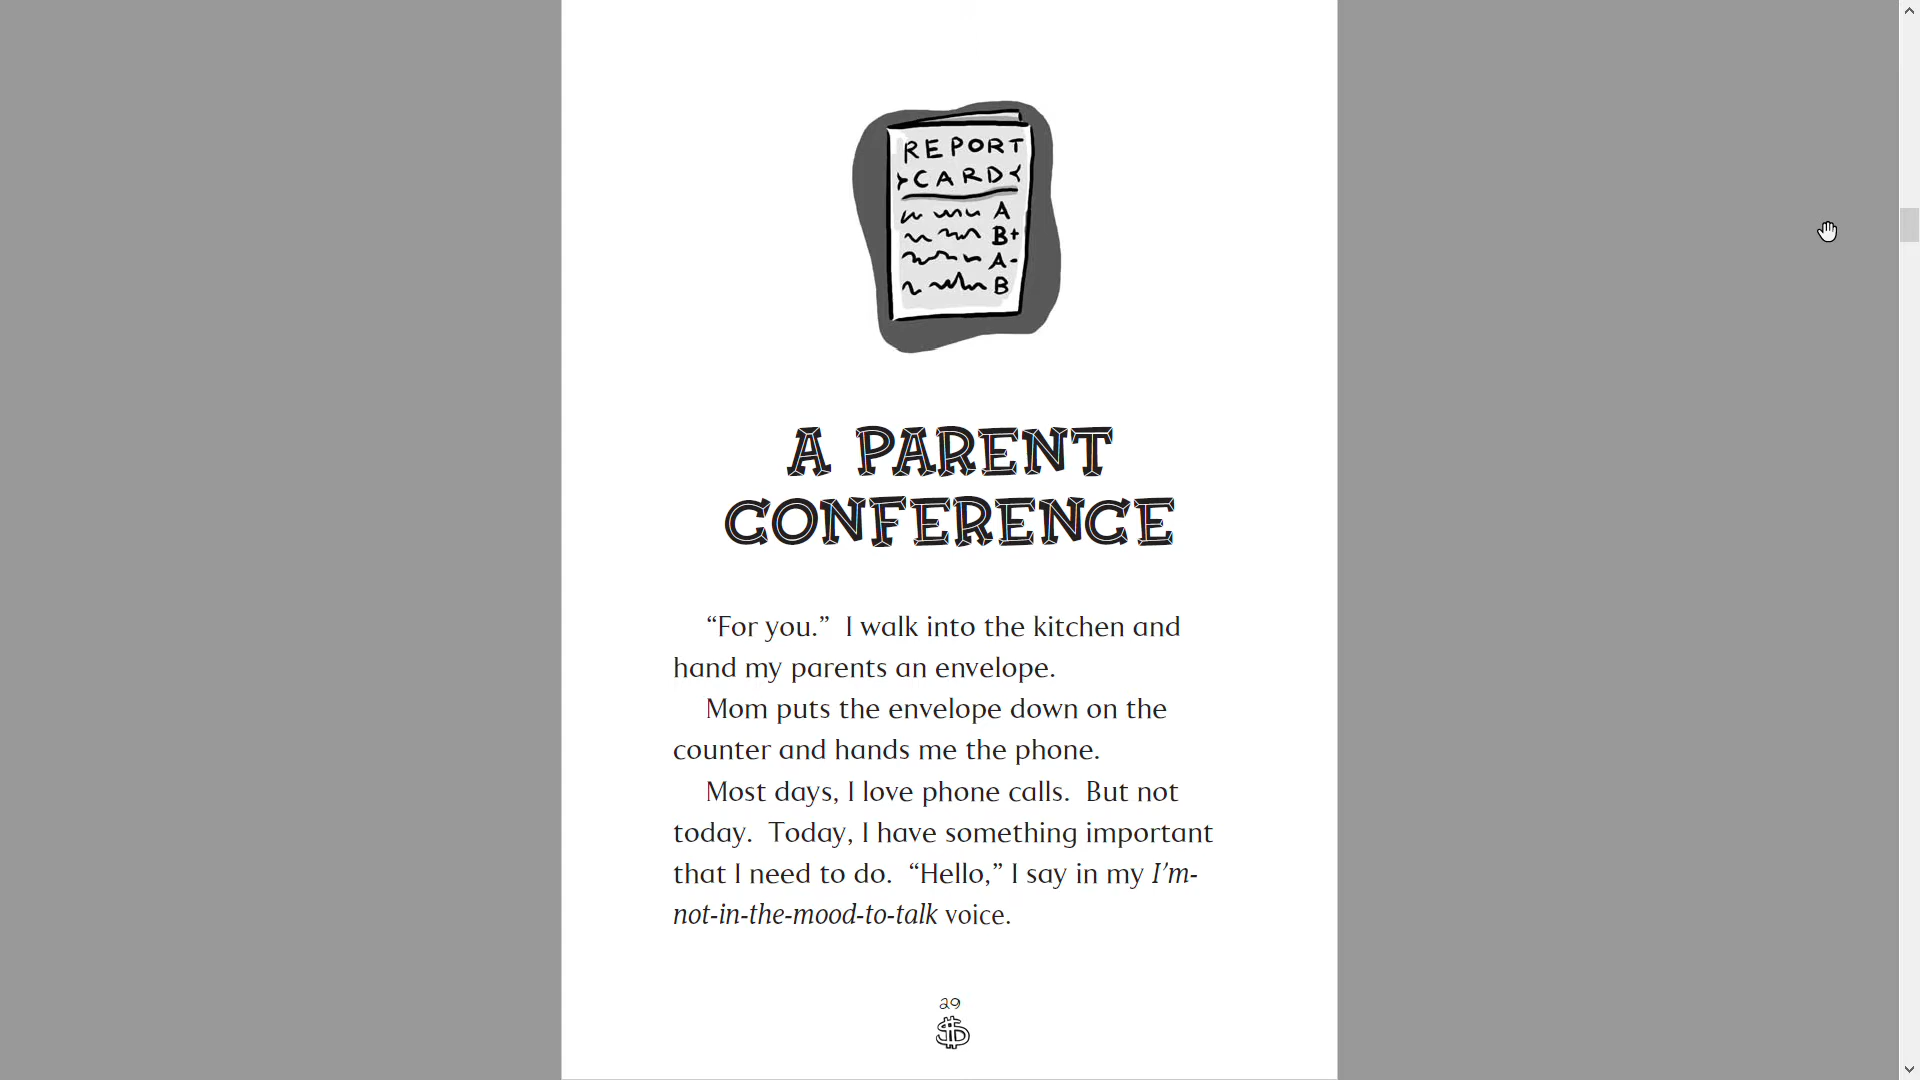 REPORT
CARD
A
B+
A-
B
A PARENT
CONFERENCE
“For you.”  I walk into the kitchen and
hand my parents an envelope.
Mom puts the envelope down on the
counter and hands me the phone.
Most days, I love phone calls.  But not
today.  Today, I have something important
that I need to do.  “Hello,” I say in my I’m-
not-in-the-mood-to-talk voice.
29